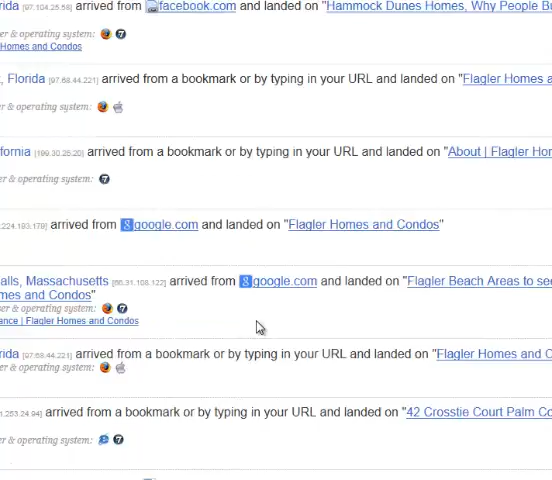 rida [97.104.25.58] arrived from facebook.com and landed on "Hammock Dunes Homes, Why People Bu
er & operating system:
Homes and Condos
, Florida [97.68.44.221] arrived from a bookmark or by typing in your URL and landed on "Flagler Homes a
er & operating system:
fornia [199.30.25.20] arrived from a bookmark or by typing in your URL and landed on "About | Flagler Hon
er & operating system:
.224.193.179] arrived from google.com and landed on "Flagler Homes and Condos"
alls, Massachusetts [66.31.108.122] arrived from google.com and landed on "Flagler Beach Areas to see
mes and Condos"
er & operating system:
ance | Flagler Homes and Condos
rida [97.68.44.221] arrived from a bookmark or by typing in your URL and landed on "Flagler Homes and C
er & operating system:
1.253.24.94] arrived from a bookmark or by typing in your URL and landed on "42 Crosstie Court Palm Co
er & operating system: